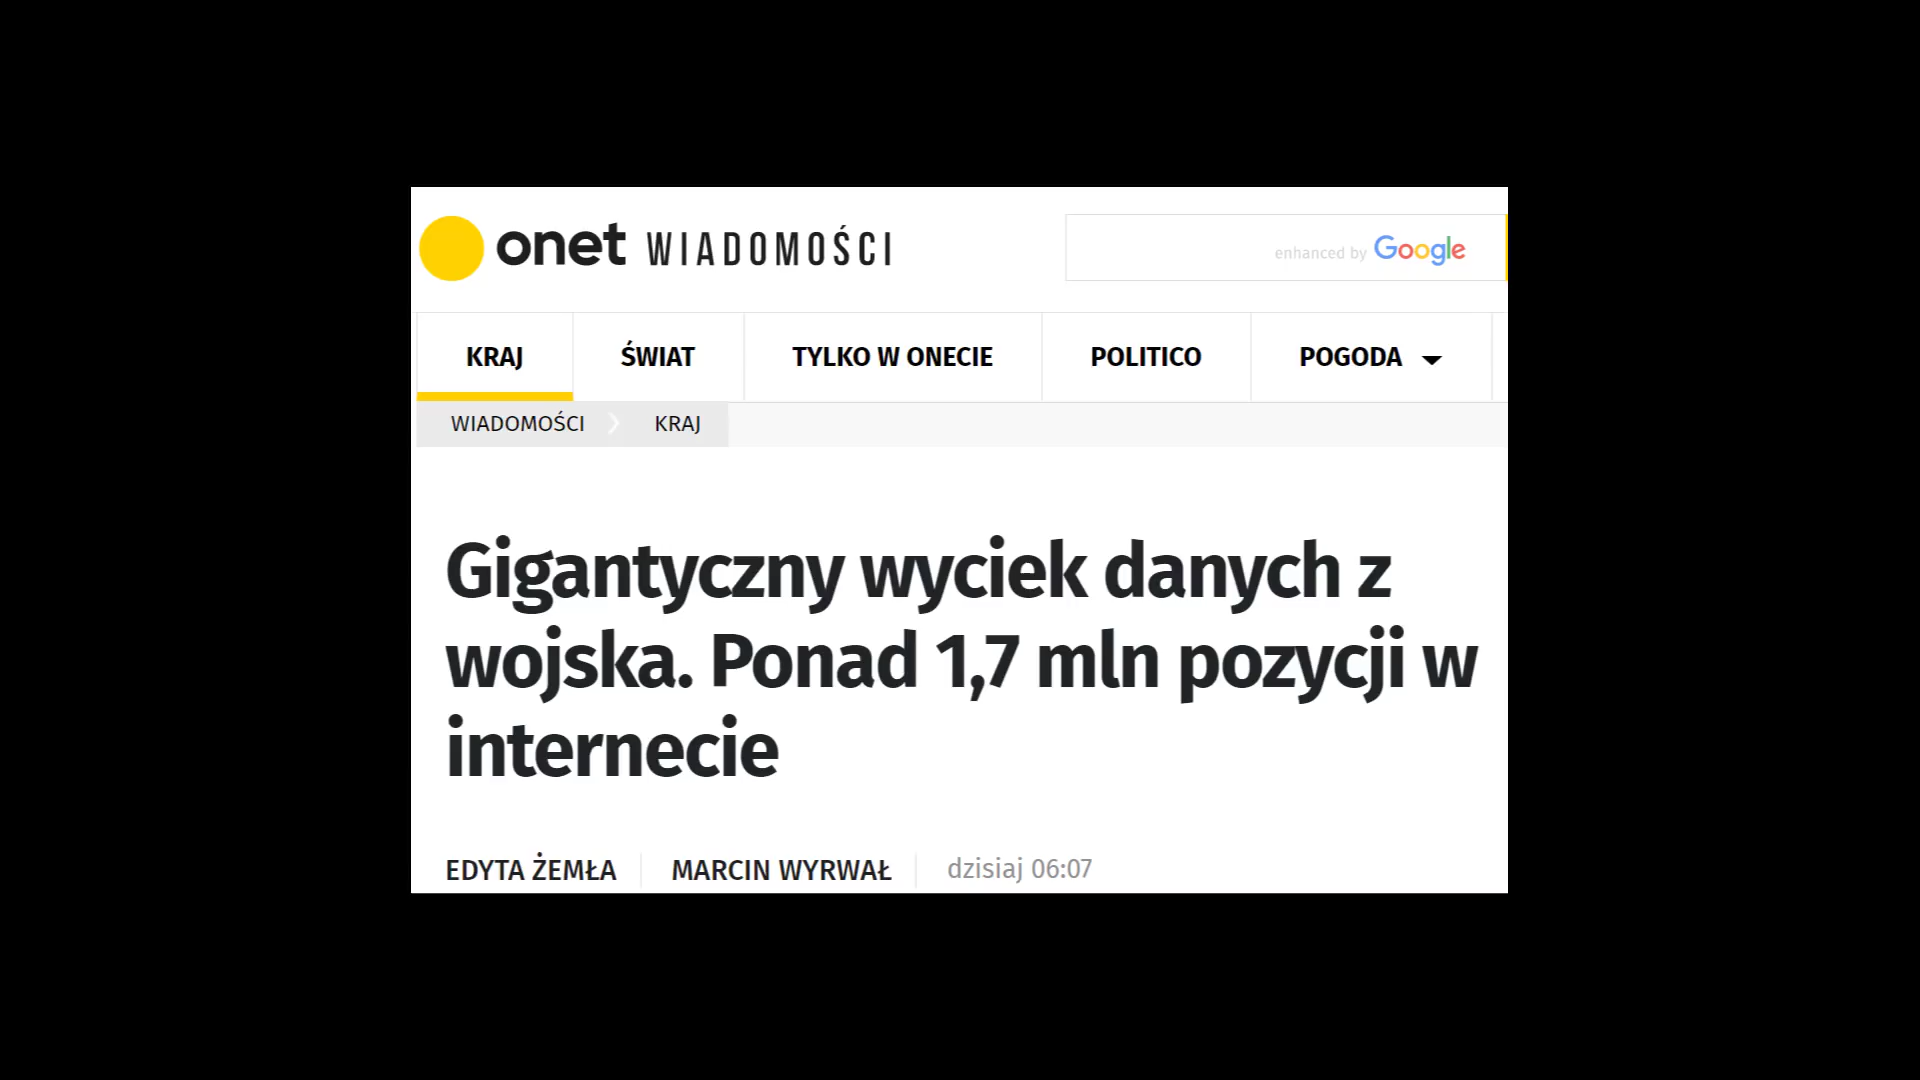 onet WIADOMOŚCI
enhanced by Google
KRAJ ŚWIAT TYLKO W ONECIE POLITICO POGODA
WIADOMOŚCI KRAJ
Gigantyczny wyciek danych z
wojska. Ponad 1,7 mln pozycji w
internecie
EDYTA ŻEMŁA MARCIN WYRWAŁ dzisiaj 06:07